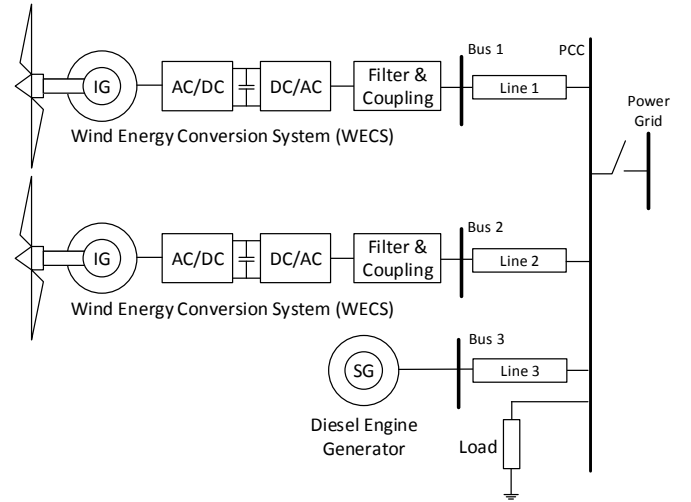 Bus 1
PCC
IG
AC/DC
DC/AC
Filter &
Coupling
Line 1
Power
Grid
Wind Energy Conversion System (WECS)
Bus 2
IG
AC/DC
DC/AC
Filter &
Coupling
Line 2
Wind Energy Conversion System (WECS)
Bus 3
SG
Line 3
Diesel Engine
Generator
Load